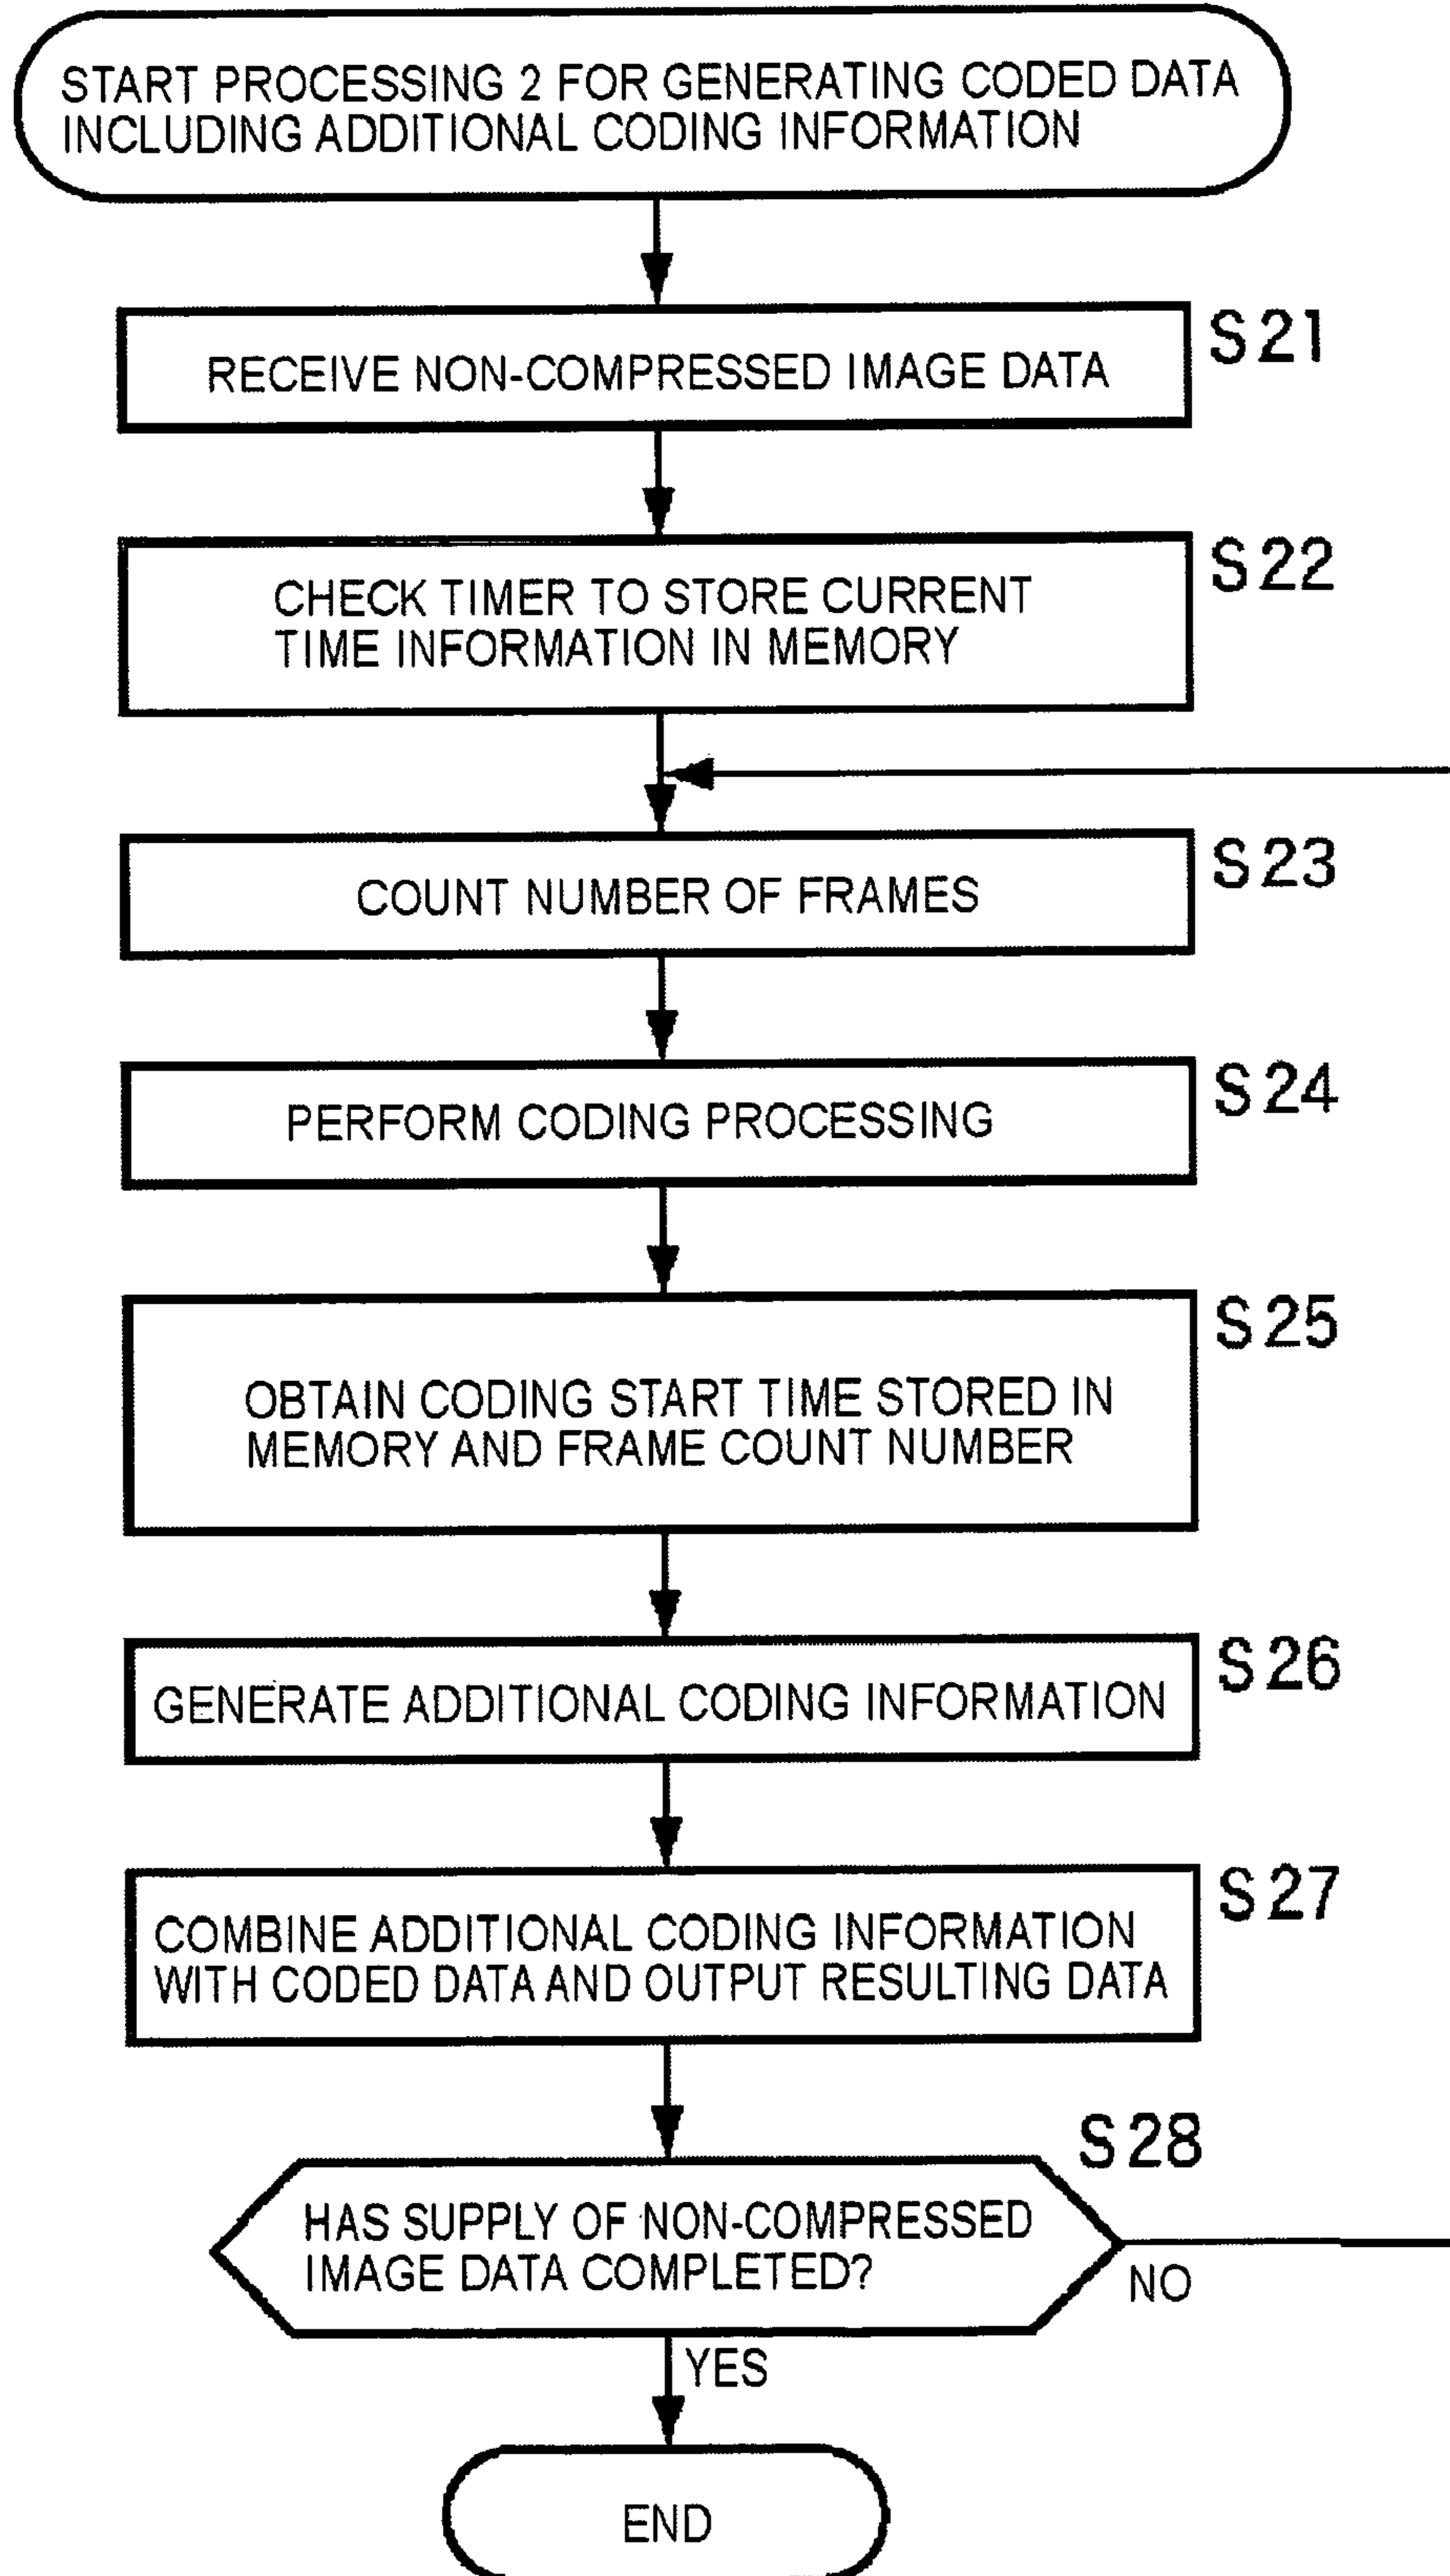 START PROCESSING 2 FOR GENERATING CODED DATA
INCLUDING ADDITIONAL CODING INFORMATION
S21
RECEIVE NON-COMPRESSED IMAGE DATA
S22
CHECK TIMER TO STORE CURRENT
TIME INFORMATION IN MEMORY
S23
COUNT NUMBER OF FRAMES
S24
PERFORM CODING PROCESSING
S25
OBTAIN CODING START TIME STORED IN
MEMORY AND FRAME COUNT NUMBER
S26
GENERATE ADDITIONAL CODING INFORMATION
S27
COMBINE ADDITIONAL CODING INFORMATION
WITH CODED DATA AND OUTPUT RESULTING DATA
S28
HAS SUPPLY OF NON-COMPRESSED
IMAGE DATA COMPLETED?
NO
YES
END